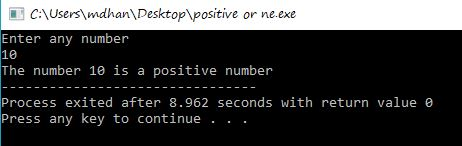 C:\Users\mdhan\Desktop\positive or ne.exe
Enter any number
10
The number 10 is a positive number
--------------------------------
Process exited after 8.962 seconds with return value 0
Press any key to continue . . .